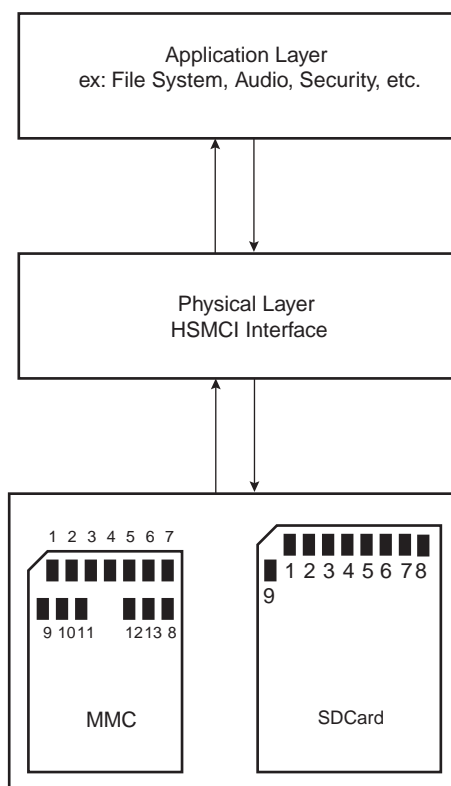 Application Layer
ex: File System, Audio, Security, etc.
Physical Layer
HSMCI Interface
1 2 3 4 5 6 7
9 10 11 12 13 8
MMC
1 2 3 4 5 6 7 8
9
SDCard